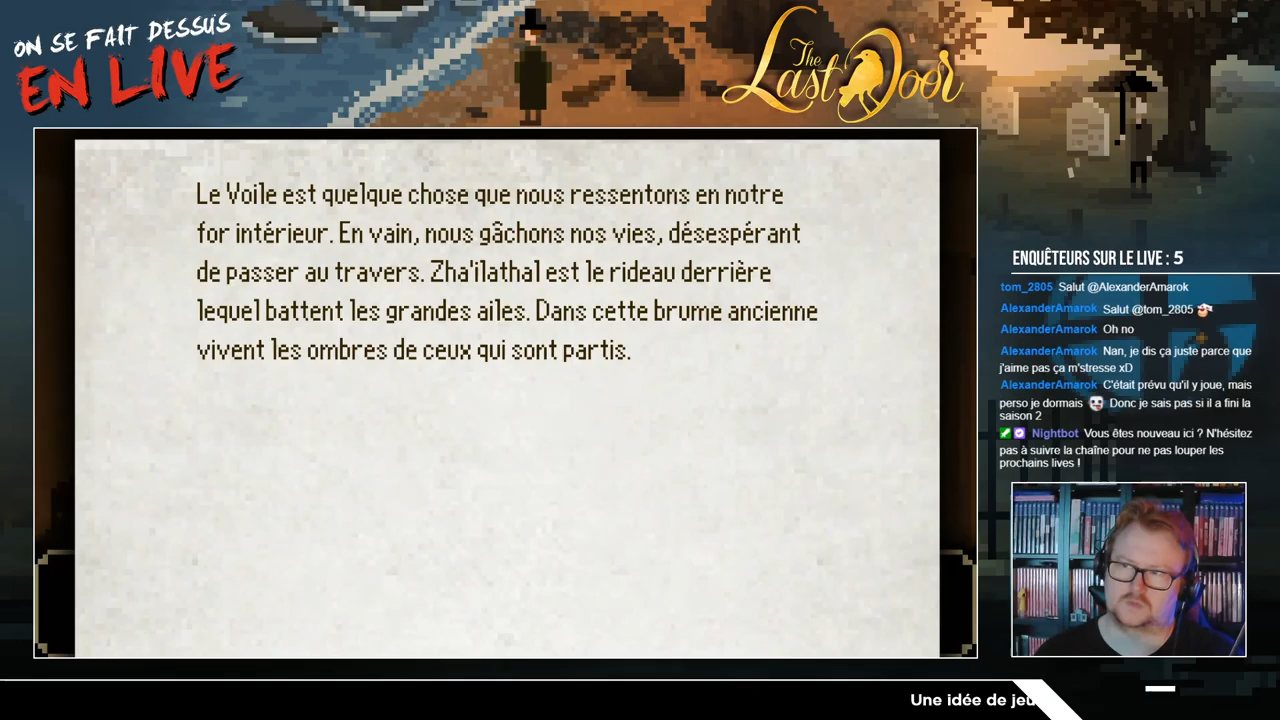 ON SE FAIT DESSUS
EN LIVE
The
Last Door
Le Voile est quelque chose que nous ressentons en notre
for intérieur. En vain, nous gâchons nos vies, désespérant
de passer au travers. Zha'ilathal est le rideau derrière
lequel battent les grandes ailes. Dans cette brume ancienne
vivent les ombres de ceux qui sont partis.
ENQUÊTEURS SUR LE LIVE : 5
tom_2805 Salut @AlexanderAmarok
AlexanderAmarok Salut @tom_2805
AlexanderAmarok Oh no
AlexanderAmarok Nan, je dis ça juste parce que
j'aime pas ça m'stresse xD
AlexanderAmarok C'était prévu qu'il y joue, mais
perso je dormais Donc je sais pas si il a fini la
saison 2
Nightbot Vous êtes nouveau ici ? N'hésitez
pas à suivre la chaîne pour ne pas louper les
prochains lives !
Une idée de jeu